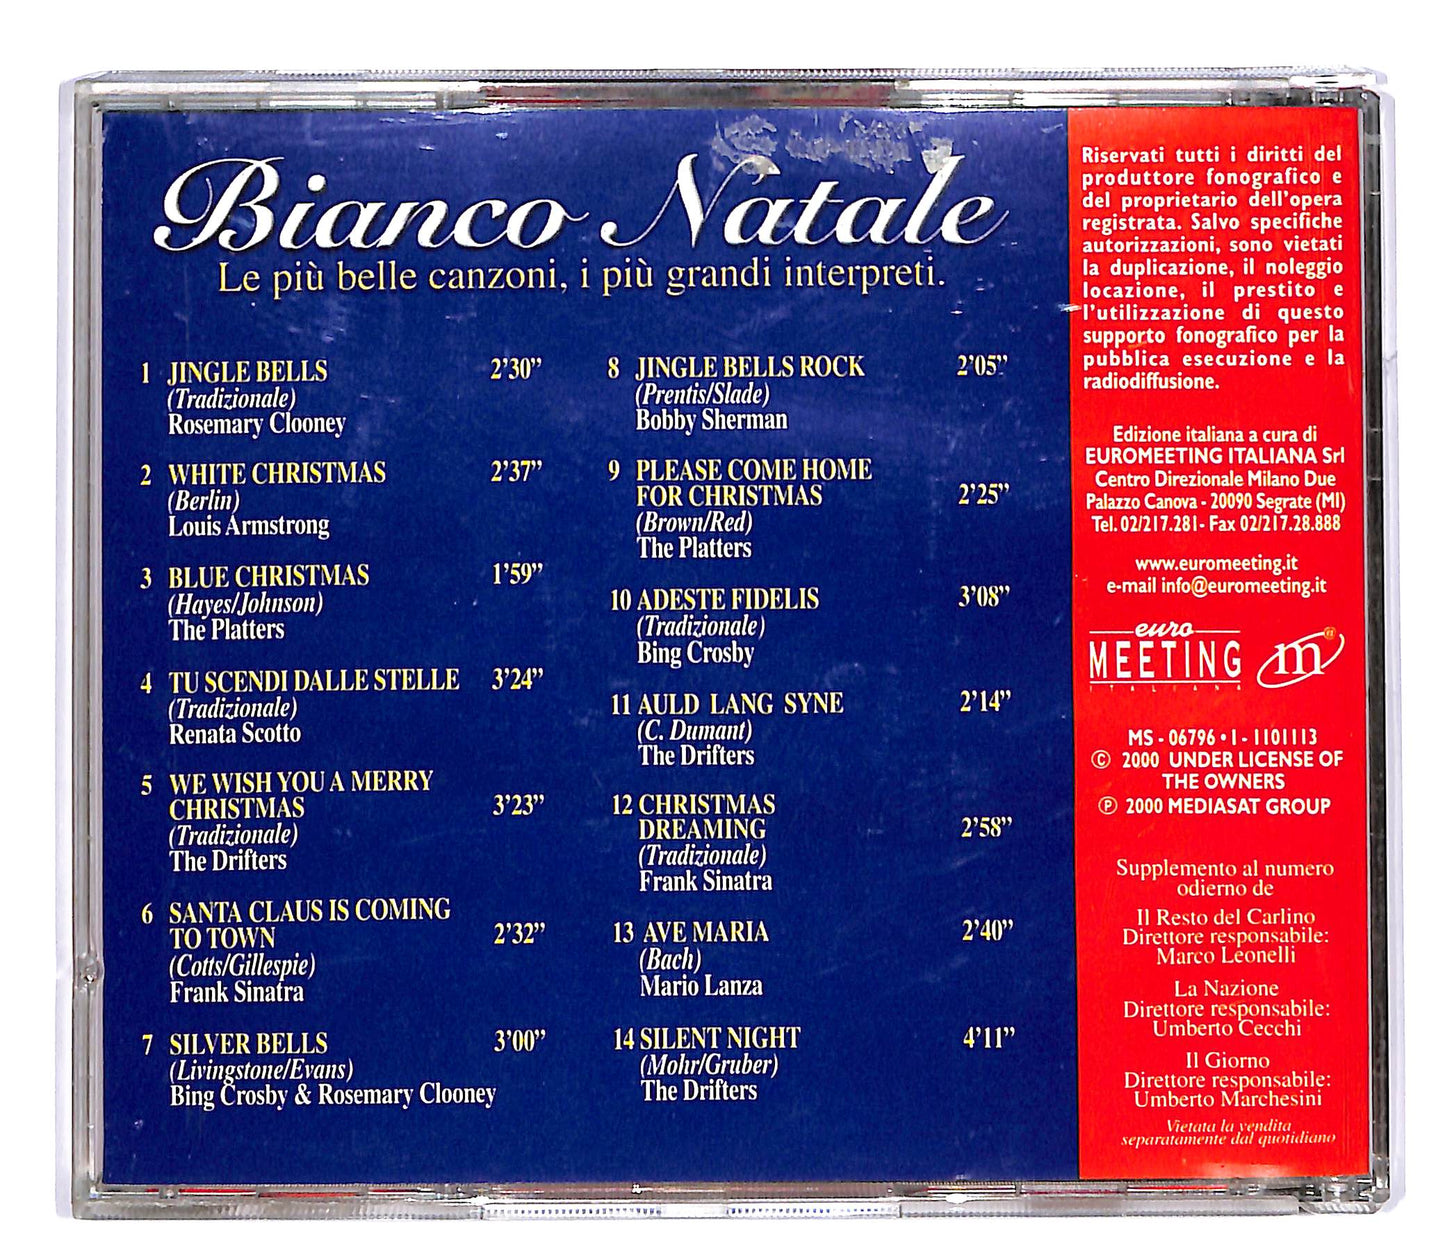 Bianco Natale
Le più belle canzoni, i più grandi interpreti.
1 JINGLE BELLS 2'30”
(Tradizionale)
Rosemary Clooney
2 WHITE CHRISTMAS 2'37”
(Berlin)
Louis Armstrong
3 BLUE CHRISTMAS 1'59”
(Hayes/Johnson)
The Platters
4 TU SCENDI DALLE STELLE 3'24”
(Tradizionale)
Renata Scotto
5 WE WISH YOU A MERRY
CHRISTMAS 3'23”
(Tradizionale)
The Drifters
6 SANTA CLAUS IS COMING
TO TOWN 2'32”
(Cotts/Gillespie)
Frank Sinatra
7 SILVER BELLS 3'00”
(Livingstone/Evans)
Bing Crosby & Rosemary Clooney
8 JINGLE BELLS ROCK 2'05”
(Prentis/Slade)
Bobby Sherman
9 PLEASE COME HOME
FOR CHRISTMAS 2'25”
(Brown/Red)
The Platters
10 ADESTE FIDELIS 3'08”
(Tradizionale)
Bing Crosby
11 AULD LANG SYNE 2'14”
(C. Dumant)
The Drifters
12 CHRISTMAS
DREAMING 2'58”
(Tradizionale)
Frank Sinatra
13 AVE MARIA 2'40”
(Bach)
Mario Lanza
14 SILENT NIGHT 4'11”
(Mohr/Gruber)
The Drifters
Riservati tutti i diritti del
produttore fonografico e
del proprietario dell'opera
registrata. Salvo specifiche
autorizzazioni, sono vietati
la duplicazione, il noleggio
locazione, il prestito e
l'utilizzazione di questo
supporto fonografico per la
pubblica esecuzione e la
radiodiffusione.
Edizione italiana a cura di
EUROMEETING ITALIANA Srl
Centro Direzionale Milano Due
Palazzo Canova - 20090 Segrate (MI)
Tel. 02/217.281- Fax 02/217.28.888
www.euromeeting.it
e-mail info@euromeeting.it
euro
MEETING
ITALIANA
m
MS - 06796 • 1 - 1101113
© 2000 UNDER LICENSE OF
THE OWNERS
℗ 2000 MEDIASAT GROUP
Supplemento al numero
odierno de
Il Resto del Carlino
Direttore responsabile:
Marco Leonelli
La Nazione
Direttore responsabile:
Umberto Cecchi
Il Giorno
Direttore responsabile:
Umberto Marchesini
Vietata la vendita
separatamente dal quotidiano